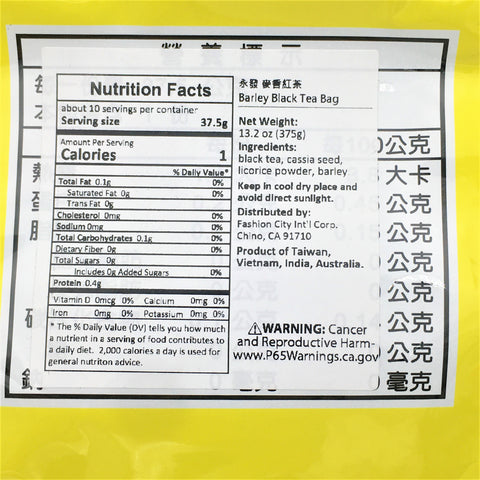 營養標示
Nutrition Facts
about 10 servings per container
Serving size 37.5g
Amount Per Serving
Calories 1
% Daily Value*
Total Fat 0.1g 0%
Saturated Fat 0g 0%
Trans Fat 0g
Cholesterol 0mg 0%
Sodium 0mg 0%
Total Carbohydrates 0.1g 0%
Dietary Fiber 0g 0%
Total Sugars 0g
Includes 0g Added Sugars 0%
Protein 0.4g
Vitamin D 0mcg 0% Calcium 0mg 0%
Iron 0mg 0% Potassium 0mg 0%
* The % Daily Value (DV) tells you how much
a nutrient in a serving of food contributes to
a daily diet. 2,000 calories a day is used for
general nutriton advice.
永發 麥香紅茶
Barley Black Tea Bag
Net Weight:
13.2 oz (375g)
Ingredients:
black tea, cassia seed,
licorice powder, barley
Keep in cool dry place and
avoid direct sunlight.
Distributed by:
Fashion City Int'l Corp.
Chino, CA 91710
Product of Taiwan,
Vietnam, India, Australia.
⚠WARNING: Cancer
and Reproductive Harm-
www.P65Warnings.ca.gov
公克
大卡
公克
公克
公克
公克
公克
公克
毫克